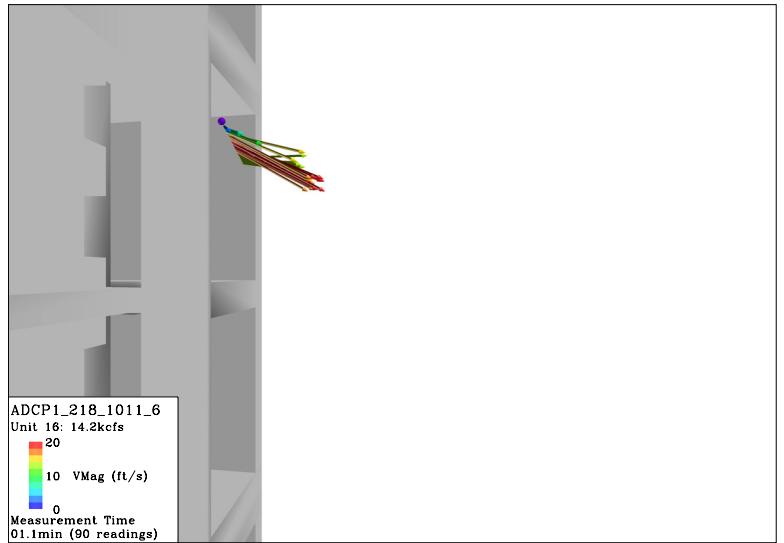 ADCP1_218_1011_6
Unit 16: 14.2kcfs
20
10 VMag (ft/s)
0
Measurement Time
01.1min (90 readings)